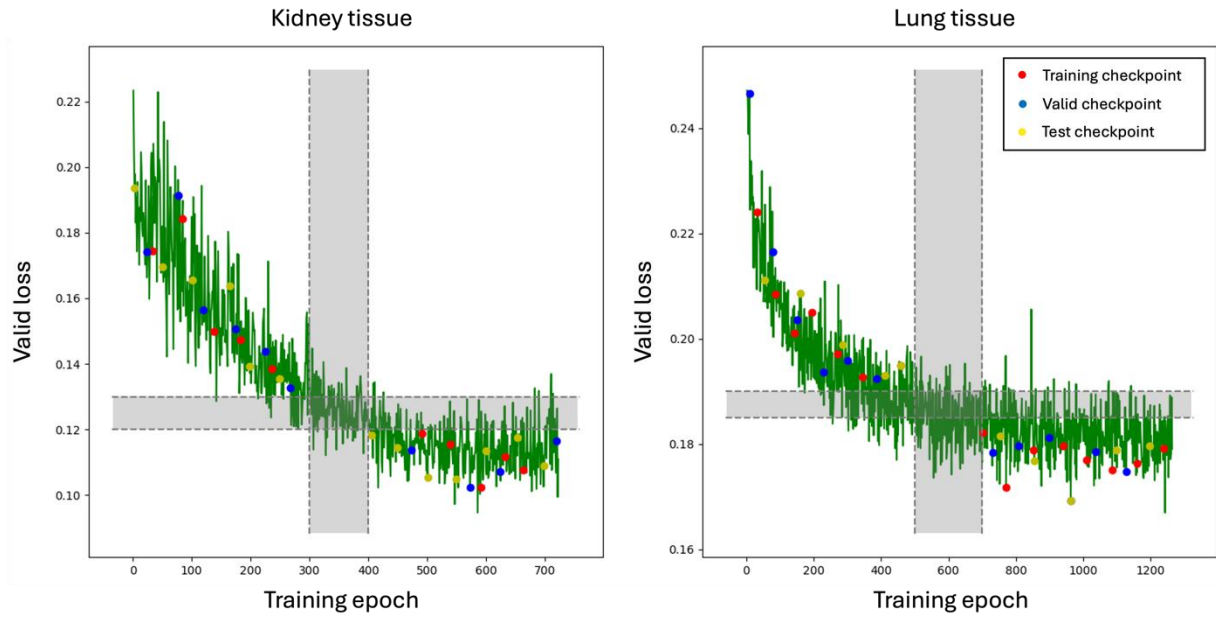 Kidney tissue
Valid loss
0.22
0.20
0.18
0.16
0.14
0.12
0.10
0 100 200 300 400 500 600 700
Training epoch
Lung tissue
Training checkpoint
Valid checkpoint
Test checkpoint
Valid loss
0.24
0.22
0.20
0.18
0.16
0 200 400 600 800 1000 1200
Training epoch